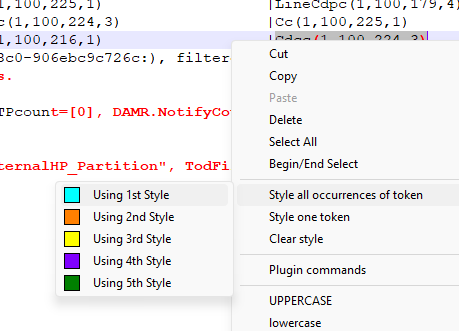 1,100,225,1) |LineCdpc(1,100,179,4)
c(1,100,224,3) |Cc(1,100,225,1)
1,100,216,1) |Cdcc(1,100,224,3)
3c0-906ebc9c726c:), filter
s.
TPcount=[0], DAMR.NotifyCo
ernalHP_Partition", TodFi
Cut
Copy
Paste
Delete
Select All
Begin/End Select
Style all occurrences of token
Style one token
Clear style
Plugin commands
UPPERCASE
lowercase
Using 1st Style
Using 2nd Style
Using 3rd Style
Using 4th Style
Using 5th Style